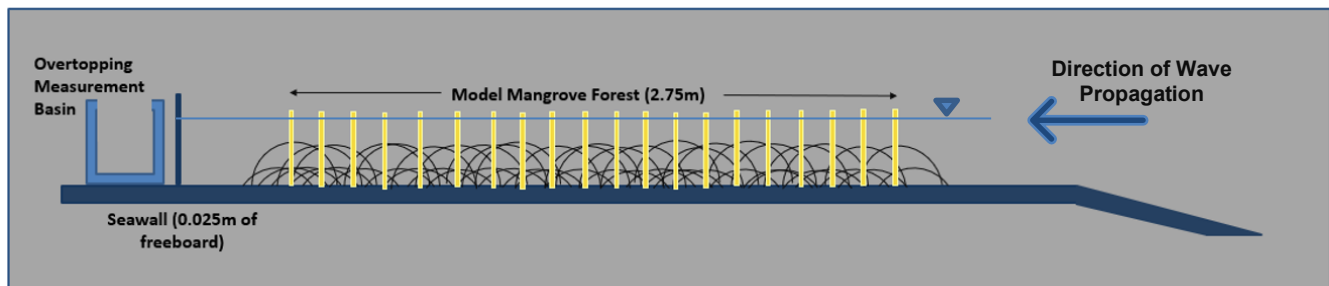 Overtopping
Measurement
Basin
Model Mangrove Forest (2.75m)
Direction of Wave
Propagation
Seawall (0.025m of
freeboard)